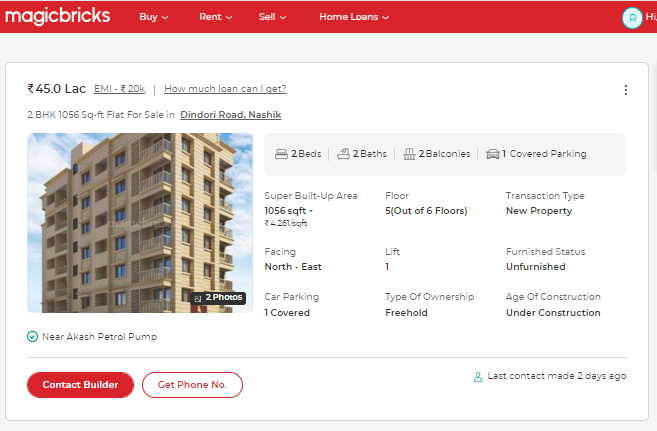 magicbricks Buy Rent Sell Home Loans R Hi,
₹45.0 Lac EMI - ₹ 20k | How much loan can I get?
2 BHK 1056 Sq-ft Flat For Sale in Dindori Road, Nashik
2 Beds 2 Baths 2 Balconies 1 Covered Parking
Super Built-Up Area Floor Transaction Type
1056 sqft 5(Out of 6 Floors) New Property
₹ 4,261/sqft
magicbricks
Facing Lift Furnished Status
North - East 1 Unfurnished
2 Photos
Car Parking Type Of Ownership Age Of Construction
1 Covered Freehold Under Construction
Near Akash Petrol Pump
Contact Builder Get Phone No. Last contact made 2 days ago